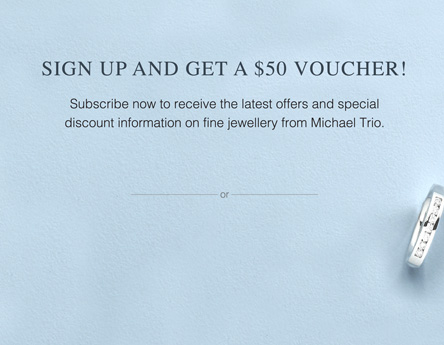 SIGN UP AND GET A $50 VOUCHER!
Subscribe now to receive the latest offers and special
discount information on fine jewellery from Michael Trio.
or